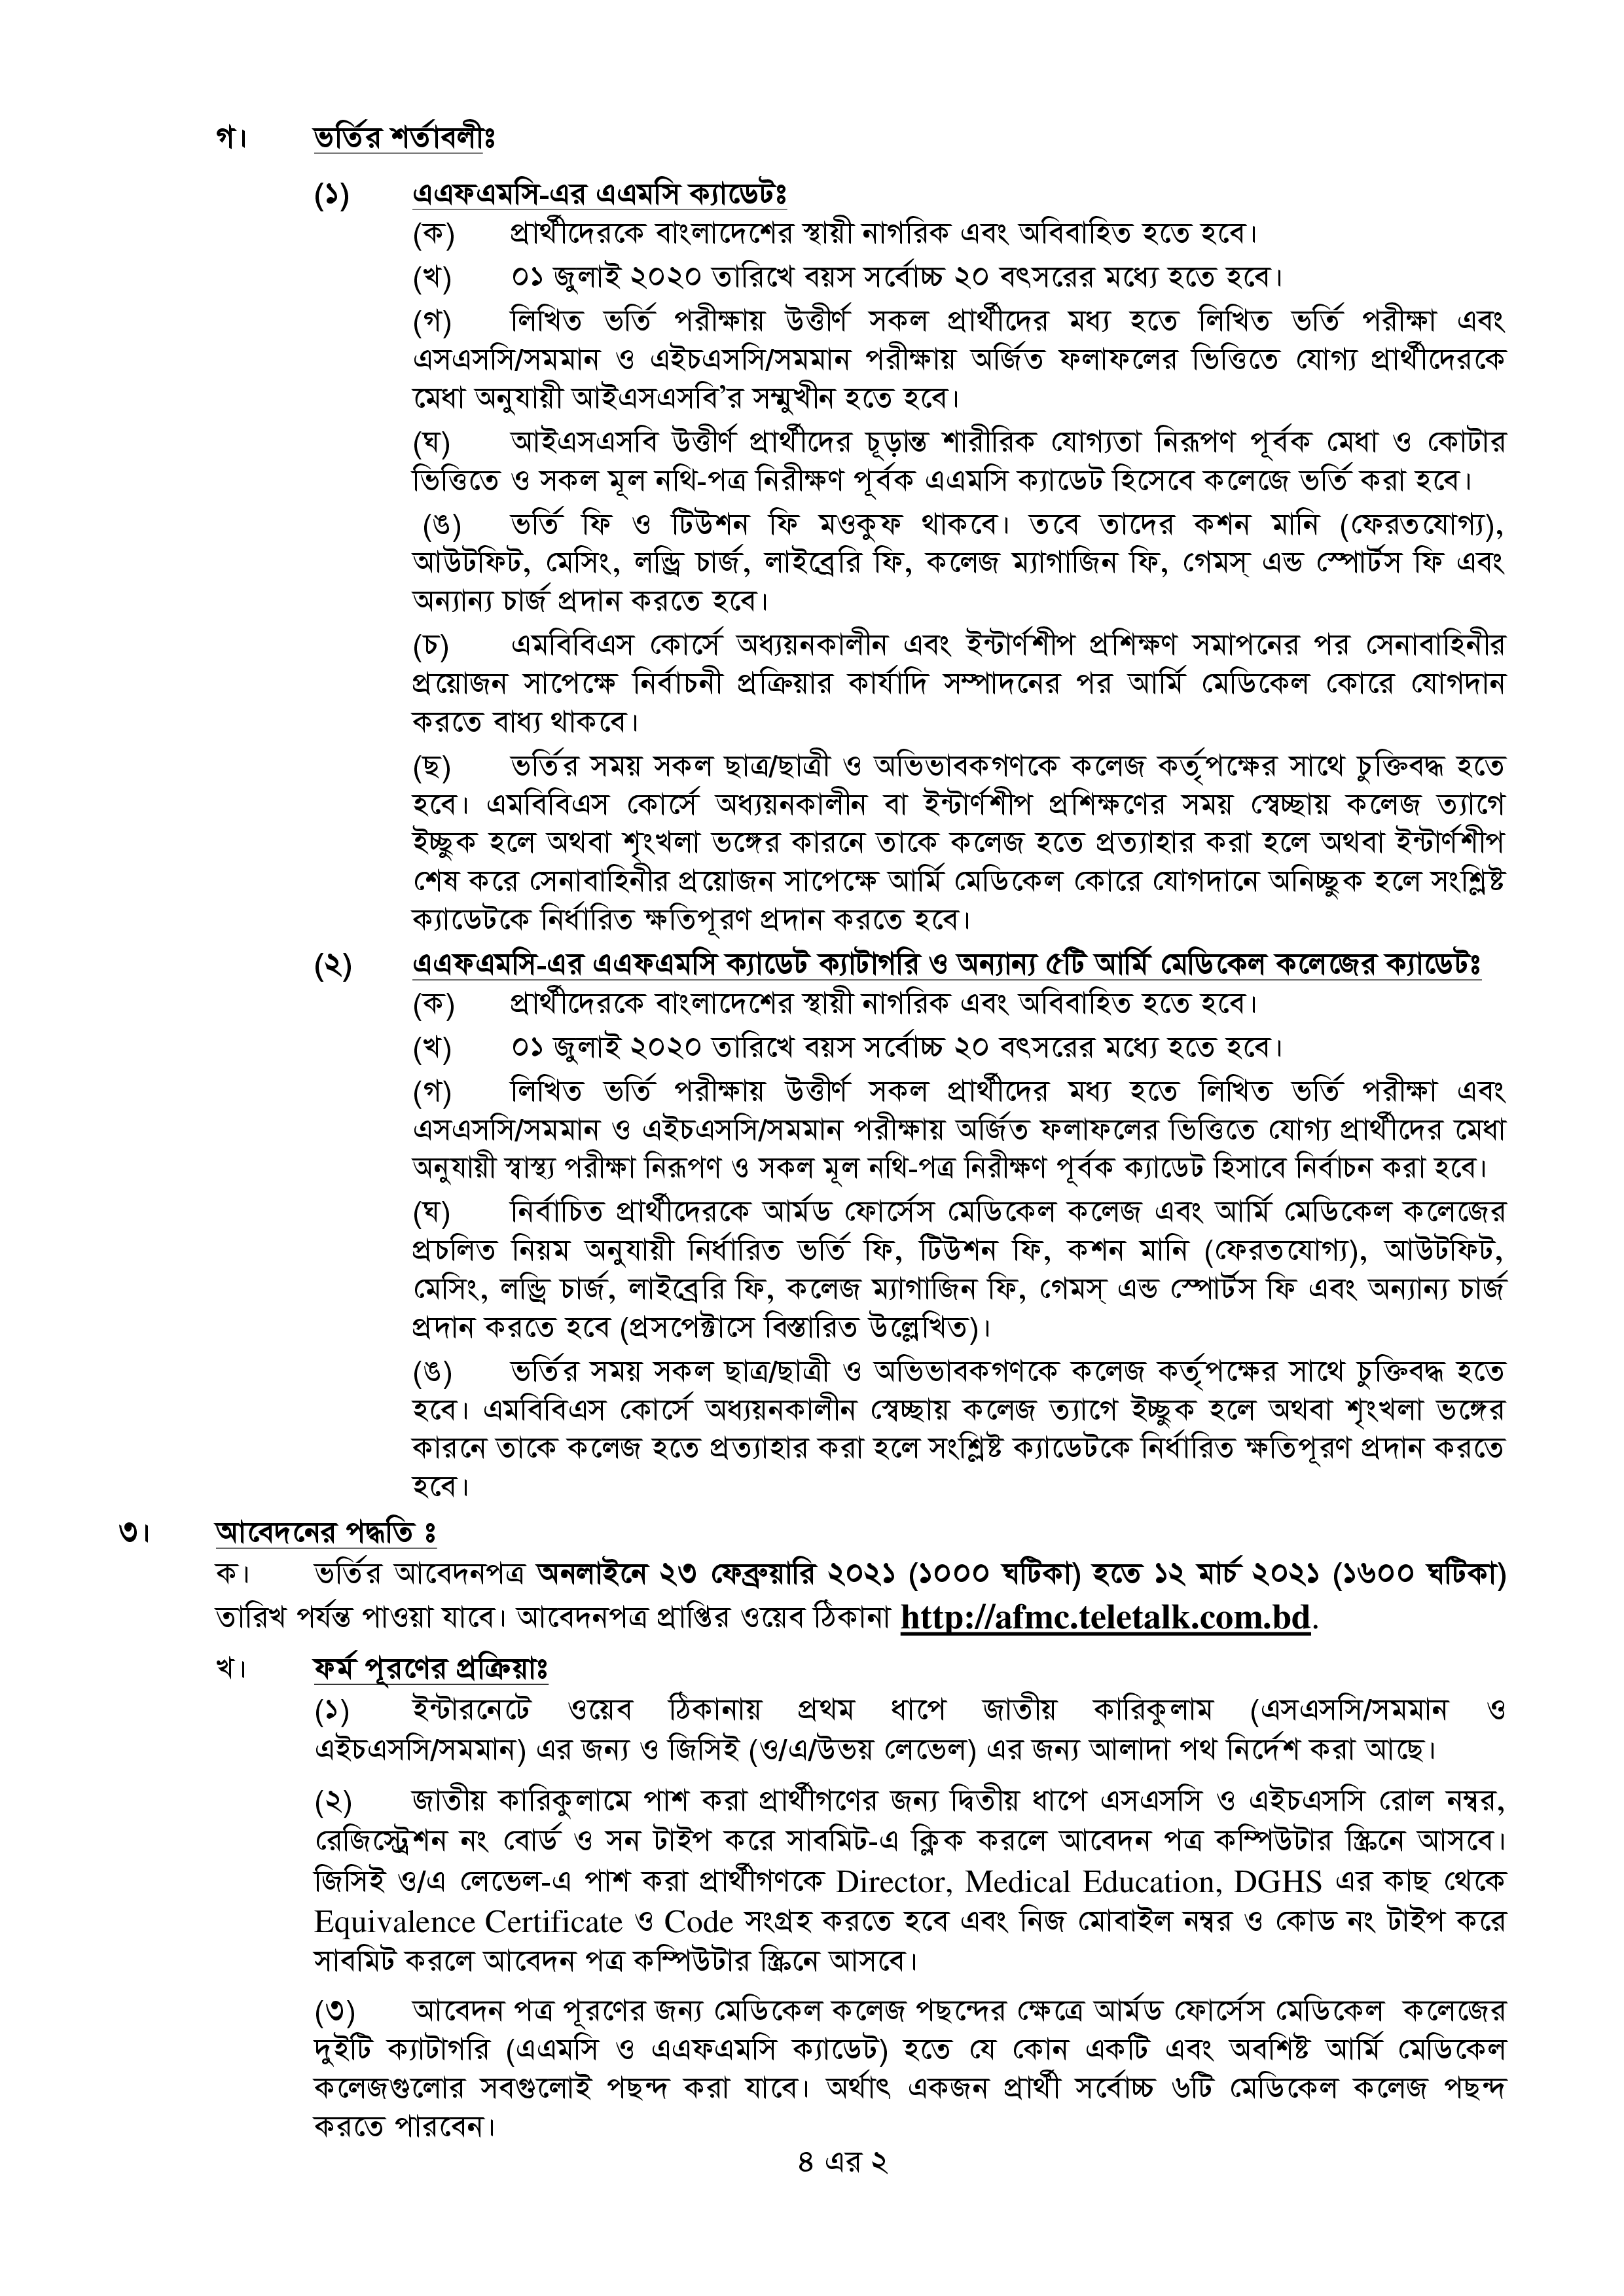 গ। ভর্তির শর্তাবলীঃ
(১) এএফএমসি-এর এএমসি ক্যাডেটঃ
(ক) প্রার্থীদেরকে বাংলাদেশের স্থায়ী নাগরিক এবং অবিবাহিত হতে হবে।
(খ) ০১ জুলাই ২০২০ তারিখে বয়স সর্বোচ্চ ২০ বৎসরের মধ্যে হতে হবে।
(গ) লিখিত ভর্তি পরীক্ষায় উত্তীর্ণ সকল প্রার্থীদের মধ্য হতে লিখিত ভর্তি পরীক্ষা এবং
এসএসসি/সমমান ও এইচএসসি/সমমান পরীক্ষায় অর্জিত ফলাফলের ভিত্তিতে যোগ্য প্রার্থীদেরকে
মেধা অনুযায়ী আইএসএসবি’র সম্মুখীন হতে হবে।
(ঘ) আইএসএসবি উত্তীর্ণ প্রার্থীদের চূড়ান্ত শারীরিক যোগ্যতা নিরূপণ পূর্বক মেধা ও কোটার
ভিত্তিতে ও সকল মূল নথি-পত্র নিরীক্ষণ পূর্বক এএমসি ক্যাডেট হিসেবে কলেজে ভর্তি করা হবে।
(ঙ) ভর্তি ফি ও টিউশন ফি মওকুফ থাকবে। তবে তাদের কশন মানি (ফেরতযোগ্য),
আউটফিট, মেসিং, লন্ড্রি চার্জ, লাইব্রেরি ফি, কলেজ ম্যাগাজিন ফি, গেমস্ এন্ড স্পোর্টস ফি এবং
অন্যান্য চার্জ প্রদান করতে হবে।
(চ) এমবিবিএস কোর্সে অধ্যয়নকালীন এবং ইন্টার্ণশীপ প্রশিক্ষণ সমাপনের পর সেনাবাহিনীর
প্রয়োজন সাপেক্ষে নির্বাচনী প্রক্রিয়ার কার্যাদি সম্পাদনের পর আর্মি মেডিকেল কোরে যোগদান
করতে বাধ্য থাকবে।
(ছ) ভর্তির সময় সকল ছাত্র/ছাত্রী ও অভিভাবকগণকে কলেজ কর্তৃপক্ষের সাথে চুক্তিবদ্ধ হতে
হবে। এমবিবিএস কোর্সে অধ্যয়নকালীন বা ইন্টার্ণশীপ প্রশিক্ষণের সময় স্বেচ্ছায় কলেজ ত্যাগে
ইচ্ছুক হলে অথবা শৃংখলা ভঙ্গের কারনে তাকে কলেজ হতে প্রত্যাহার করা হলে অথবা ইন্টার্ণশীপ
শেষ করে সেনাবাহিনীর প্রয়োজন সাপেক্ষে আর্মি মেডিকেল কোরে যোগদানে অনিচ্ছুক হলে সংশ্লিষ্ট
ক্যাডেটকে নির্ধারিত ক্ষতিপূরণ প্রদান করতে হবে।
(২) এএফএমসি-এর এএফএমসি ক্যাডেট ক্যাটাগরি ও অন্যান্য ৫টি আর্মি মেডিকেল কলেজের ক্যাডেটঃ
(ক) প্রার্থীদেরকে বাংলাদেশের স্থায়ী নাগরিক এবং অবিবাহিত হতে হবে।
(খ) ০১ জুলাই ২০২০ তারিখে বয়স সর্বোচ্চ ২০ বৎসরের মধ্যে হতে হবে।
(গ) লিখিত ভর্তি পরীক্ষায় উত্তীর্ণ সকল প্রার্থীদের মধ্য হতে লিখিত ভর্তি পরীক্ষা এবং
এসএসসি/সমমান ও এইচএসসি/সমমান পরীক্ষায় অর্জিত ফলাফলের ভিত্তিতে যোগ্য প্রার্থীদের মেধা
অনুযায়ী স্বাস্থ্য পরীক্ষা নিরূপণ ও সকল মূল নথি-পত্র নিরীক্ষণ পূর্বক ক্যাডেট হিসাবে নির্বাচন করা হবে।
(ঘ) নির্বাচিত প্রার্থীদেরকে আর্মড ফোর্সেস মেডিকেল কলেজ এবং আর্মি মেডিকেল কলেজের
প্রচলিত নিয়ম অনুযায়ী নির্ধারিত ভর্তি ফি, টিউশন ফি, কশন মানি (ফেরতযোগ্য), আউটফিট,
মেসিং, লন্ড্রি চার্জ, লাইব্রেরি ফি, কলেজ ম্যাগাজিন ফি, গেমস্ এন্ড স্পোর্টস ফি এবং অন্যান্য চার্জ
প্রদান করতে হবে (প্রসপেক্টাসে বিস্তারিত উল্লেখিত)।
(ঙ) ভর্তির সময় সকল ছাত্র/ছাত্রী ও অভিভাবকগণকে কলেজ কর্তৃপক্ষের সাথে চুক্তিবদ্ধ হতে
হবে। এমবিবিএস কোর্সে অধ্যয়নকালীন স্বেচ্ছায় কলেজ ত্যাগে ইচ্ছুক হলে অথবা শৃংখলা ভঙ্গের
কারনে তাকে কলেজ হতে প্রত্যাহার করা হলে সংশ্লিষ্ট ক্যাডেটকে নির্ধারিত ক্ষতিপূরণ প্রদান করতে
হবে।
৩। আবেদনের পদ্ধতি ঃ
ক। ভর্তির আবেদনপত্র অনলাইনে ২৩ ফেব্রুয়ারি ২০২১ (১০০০ ঘটিকা) হতে ১২ মার্চ ২০২১ (১৬০০ ঘটিকা)
তারিখ পর্যন্ত পাওয়া যাবে। আবেদনপত্র প্রাপ্তির ওয়েব ঠিকানা http://afmc.teletalk.com.bd.
খ। ফর্ম পূরণের প্রক্রিয়াঃ
(১) ইন্টারনেটে ওয়েব ঠিকানায় প্রথম ধাপে জাতীয় কারিকুলাম (এসএসসি/সমমান ও
এইচএসসি/সমমান) এর জন্য ও জিসিই (ও/এ/উভয় লেভেল) এর জন্য আলাদা পথ নির্দেশ করা আছে।
(২) জাতীয় কারিকুলামে পাশ করা প্রার্থীগণের জন্য দ্বিতীয় ধাপে এসএসসি ও এইচএসসি রোল নম্বর,
রেজিস্ট্রেশন নং বোর্ড ও সন টাইপ করে সাবমিট-এ ক্লিক করলে আবেদন পত্র কম্পিউটার স্ক্রিনে আসবে।
জিসিই ও/এ লেভেল-এ পাশ করা প্রার্থীগণকে Director, Medical Education, DGHS এর কাছ থেকে
Equivalence Certificate ও Code সংগ্রহ করতে হবে এবং নিজ মোবাইল নম্বর ও কোড নং টাইপ করে
সাবমিট করলে আবেদন পত্র কম্পিউটার স্ক্রিনে আসবে।
(৩) আবেদন পত্র পূরণের জন্য মেডিকেল কলেজ পছন্দের ক্ষেত্রে আর্মড ফোর্সেস মেডিকেল কলেজের
দুইটি ক্যাটাগরি (এএমসি ও এএফএমসি ক্যাডেট) হতে যে কোন একটি এবং অবশিষ্ট আর্মি মেডিকেল
কলেজগুলোর সবগুলোই পছন্দ করা যাবে। অর্থাৎ একজন প্রার্থী সর্বোচ্চ ৬টি মেডিকেল কলেজ পছন্দ
করতে পারবেন।
৪ এর ২